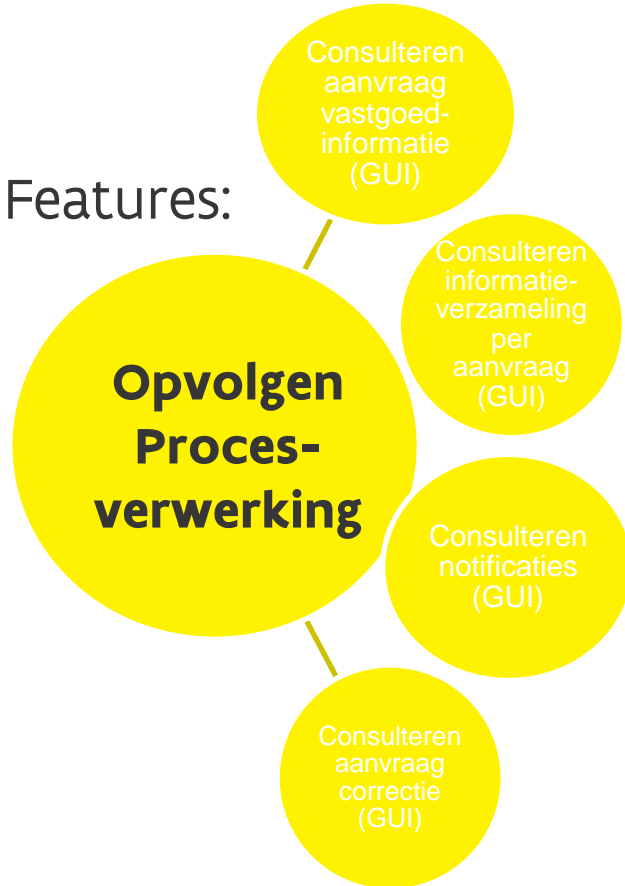 Features:
Opvolgen
Proces-
verwerking
Consulteren
aanvraag
vastgoed-
informatie
(GUI)
Consulteren
informatie-
verzameling
per
aanvraag
(GUI)
Consulteren
notificaties
(GUI)
Consulteren
aanvraag
correctie
(GUI)